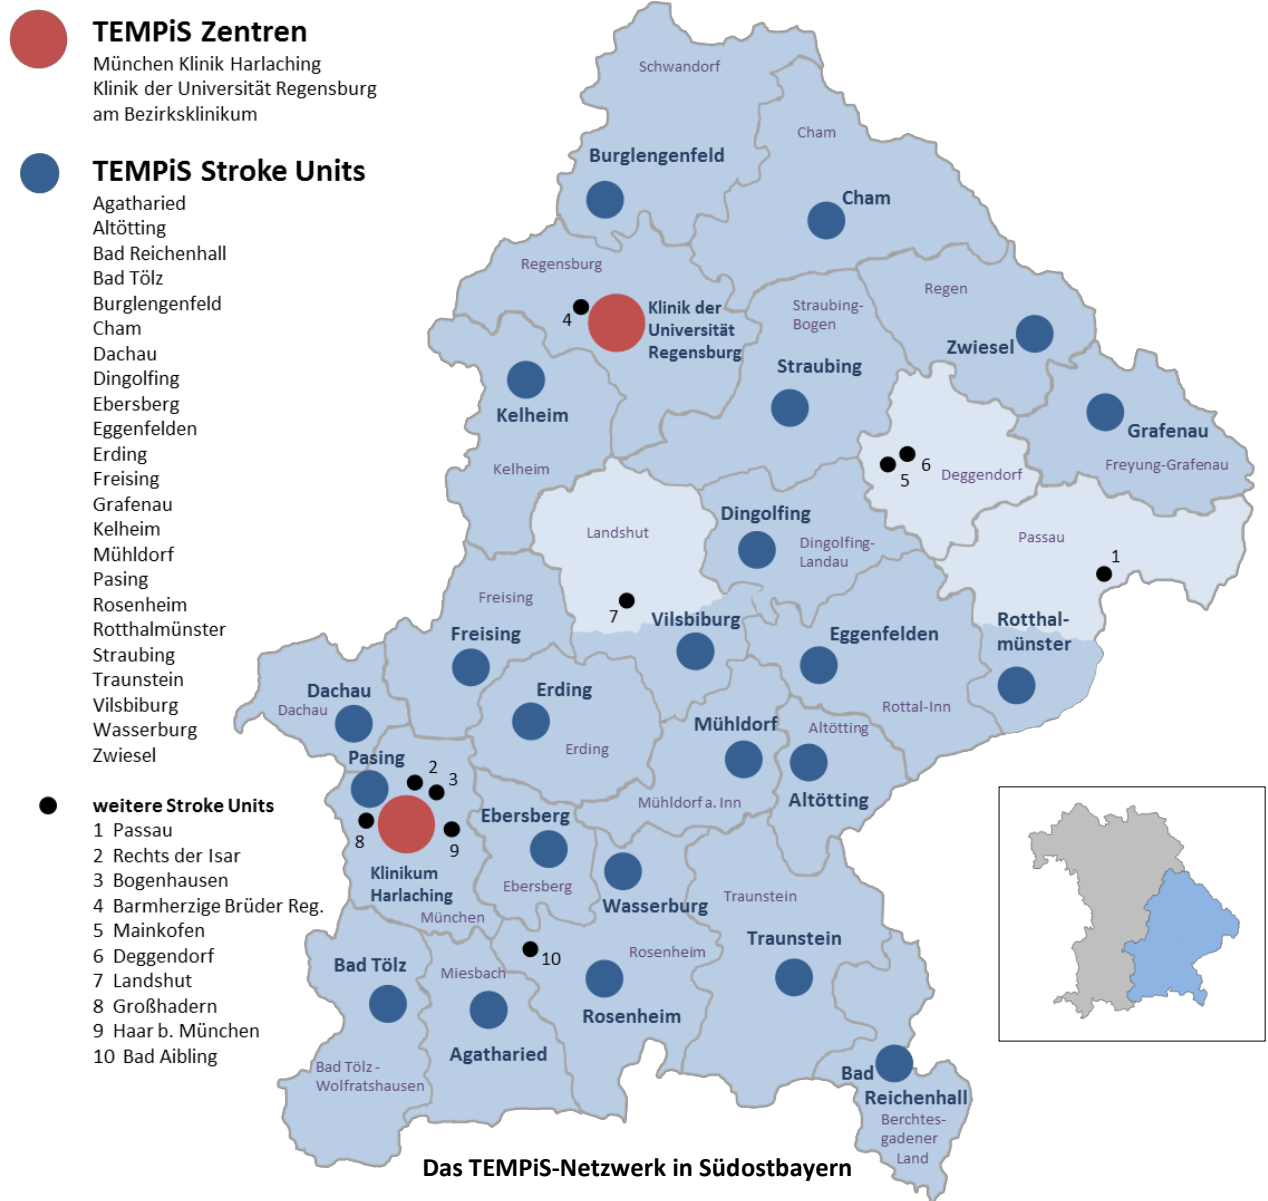 TEMPiS Zentren
München Klinik Harlaching
Klinik der Universität Regensburg
am Bezirksklinikum
TEMPiS Stroke Units
Agatharied
Altötting
Bad Reichenhall
Bad Tölz
Burglengenfeld
Cham
Dachau
Dingolfing
Ebersberg
Eggenfelden
Erding
Freising
Grafenau
Kelheim
Mühldorf
Pasing
Rosenheim
Rotthalmünster
Straubing
Traunstein
Vilsbiburg
Wasserburg
Zwiesel
weitere Stroke Units
1 Passau
2 Rechts der Isar
3 Bogenhausen
4 Barmherzige Brüder Reg.
5 Mainkofen
6 Deggendorf
7 Landshut
8 Großhadern
9 Haar b. München
10 Bad Aibling
Schwandorf
Cham
Burglengenfeld
Cham
Regensburg
4
Klinik der
Universität
Regensburg
Straubing-
Bogen
Regen
Zwiesel
Straubing
Kelheim
Kelheim
Grafenau
Freyung-Grafenau
6
5
Deggendorf
Landshut
7
Dingolfing
Dingolfing-
Landau
Passau
1
Freising
Freising
Vilsbiburg
Eggenfelden
Rotthal-
münster
Rottal-Inn
Dachau
Dachau
Erding
Erding
Mühldorf
Mühldorf a. Inn
Altötting
Altötting
Pasing
2
3
8
9
Klinikum
Harlaching
München
Ebersberg
Ebersberg
Wasserburg
Traunstein
Traunstein
10
Rosenheim
Rosenheim
Bad Tölz
Bad Tölz -
Wolfratshausen
Miesbach
Agatharied
Bad
Reichenhall
Berchtes-
gadener
Land
Das TEMPiS-Netzwerk in Südostbayern